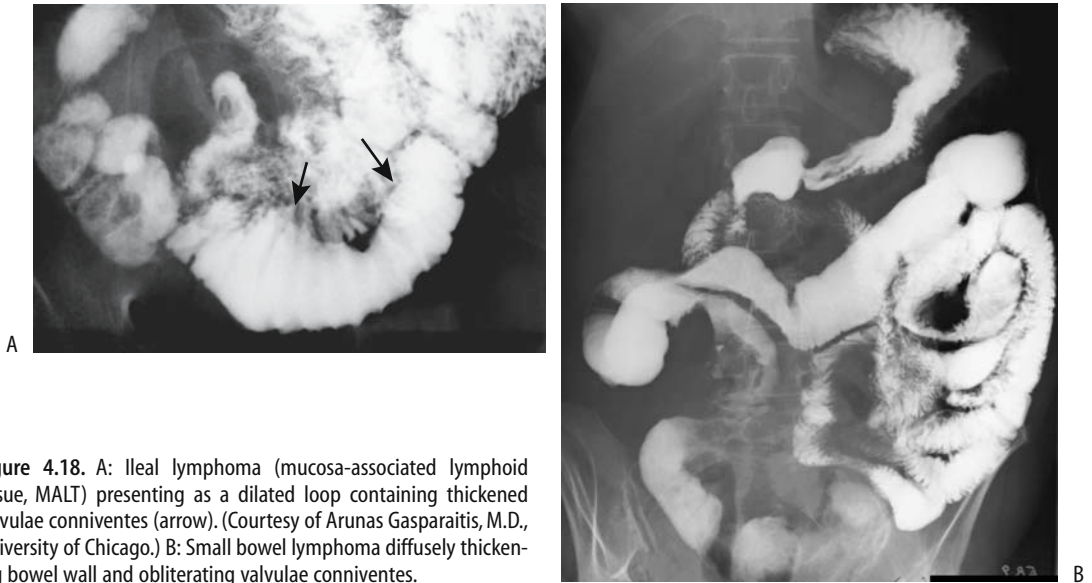 A
B
gure 4.18. A: Ileal lymphoma (mucosa-associated lymphoid
sue, MALT) presenting as a dilated loop containing thickened
vulae conniventes (arrow). (Courtesy of Arunas Gasparaitis, M.D.,
iversity of Chicago.) B: Small bowel lymphoma diffusely thicken-
g bowel wall and obliterating valvulae conniventes.